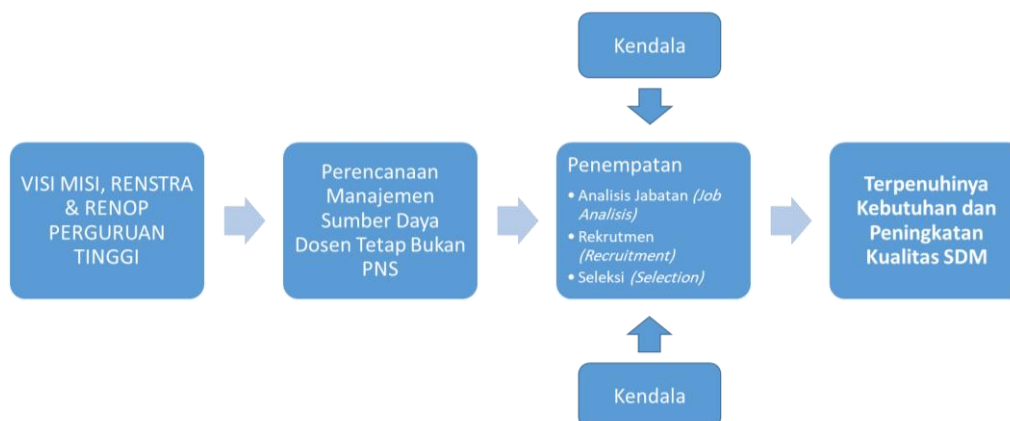 Kendala
VISI MISI, RENSTRA
& RENOP
PERGURUAN
TINGGI
Perencanaan
Manajemen
Sumber Daya
Dosen Tetap Bukan
PNS
Penempatan
• Analisis Jabatan (Job
Analisis)
• Rekrutmen
(Recruitment)
• Seleksi (Selection)
Terpenuhinya
Kebutuhan dan
Peningkatan
Kualitas SDM
Kendala